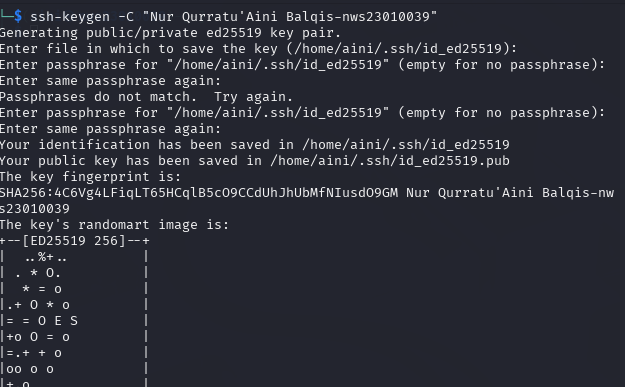 └─$ ssh-keygen -C "Nur Qurratu'Aini Balqis-nws23010039"
Generating public/private ed25519 key pair.
Enter file in which to save the key (/home/aini/.ssh/id_ed25519):
Enter passphrase for "/home/aini/.ssh/id_ed25519" (empty for no passphrase):
Enter same passphrase again:
Passphrases do not match.  Try again.
Enter passphrase for "/home/aini/.ssh/id_ed25519" (empty for no passphrase):
Enter same passphrase again:
Your identification has been saved in /home/aini/.ssh/id_ed25519
Your public key has been saved in /home/aini/.ssh/id_ed25519.pub
The key fingerprint is:
SHA256:4C6Vg4LFiqLT65HCqlB5cO9CCdUhJhUbMfNIusdO9GM Nur Qurratu'Aini Balqis-nw
s23010039
The key's randomart image is:
+--[ED25519 256]--+
|   ..%+..        |
| . * O.          |
|  * = o          |
|.+ O * o         |
|= = O E S        |
|+o O = o         |
|=.+ + o          |
|oo o o           |
|+ o              |